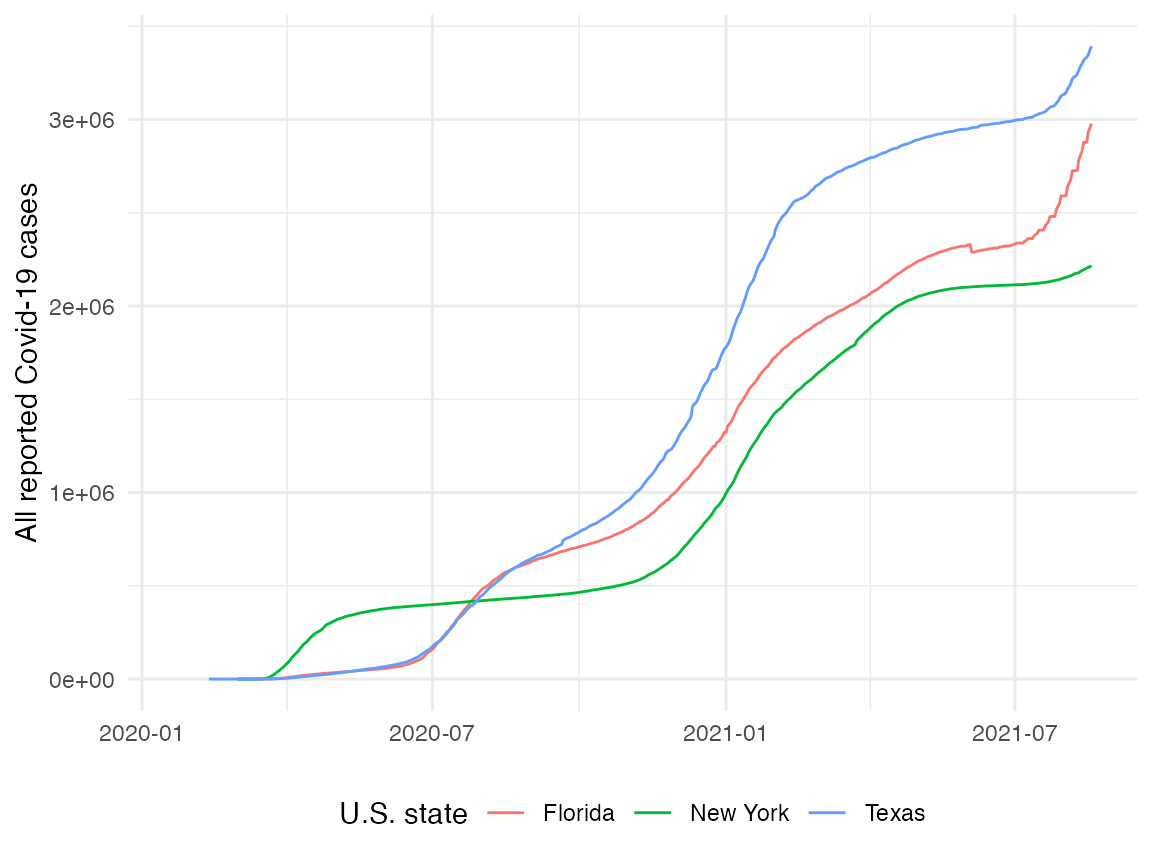 All reported Covid-19 cases
3e+06
2e+06
1e+06
0e+00
2020-01 2020-07 2021-01 2021-07
U.S. state Florida New York Texas